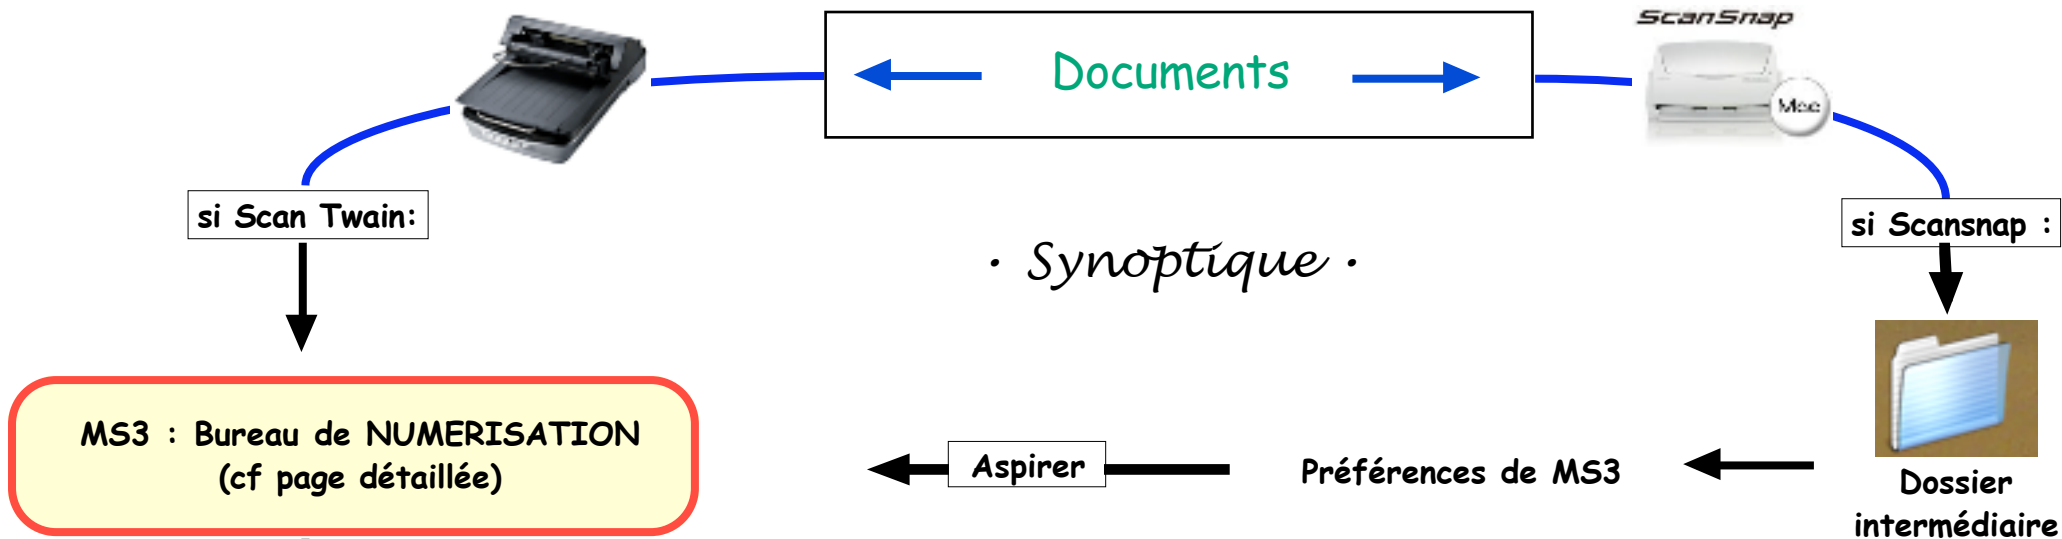 ScanSnap
Documents
Mac
si Scan Twain:
si Scansnap :
· Synoptique ·
MS3 : Bureau de NUMERISATION
(cf page détaillée)
Aspirer
Préférences de MS3
Dossier
intermédiaire